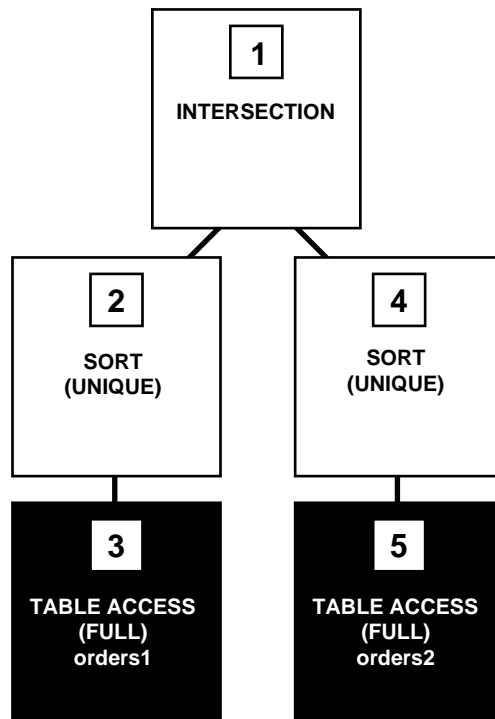 1
INTERSECTION
2
SORT
(UNIQUE)
4
SORT
(UNIQUE)
3
TABLE ACCESS
(FULL)
orders1
5
TABLE ACCESS
(FULL)
orders2